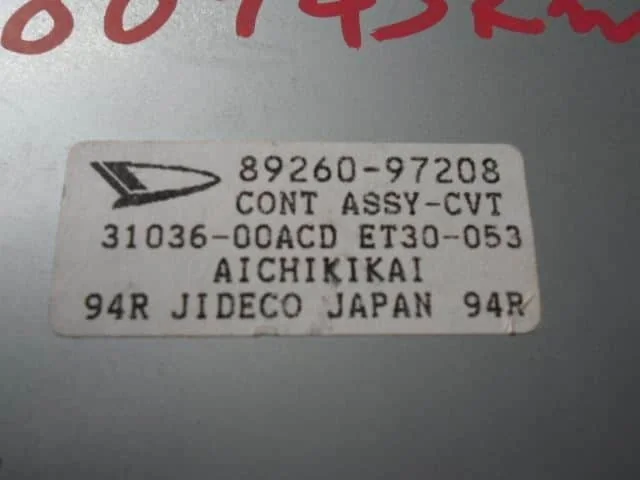 89260-97208
CONT ASSY-CVT
31036-00ACD ET30-053
AICHIKIKAI
94R JIDECO JAPAN 94R